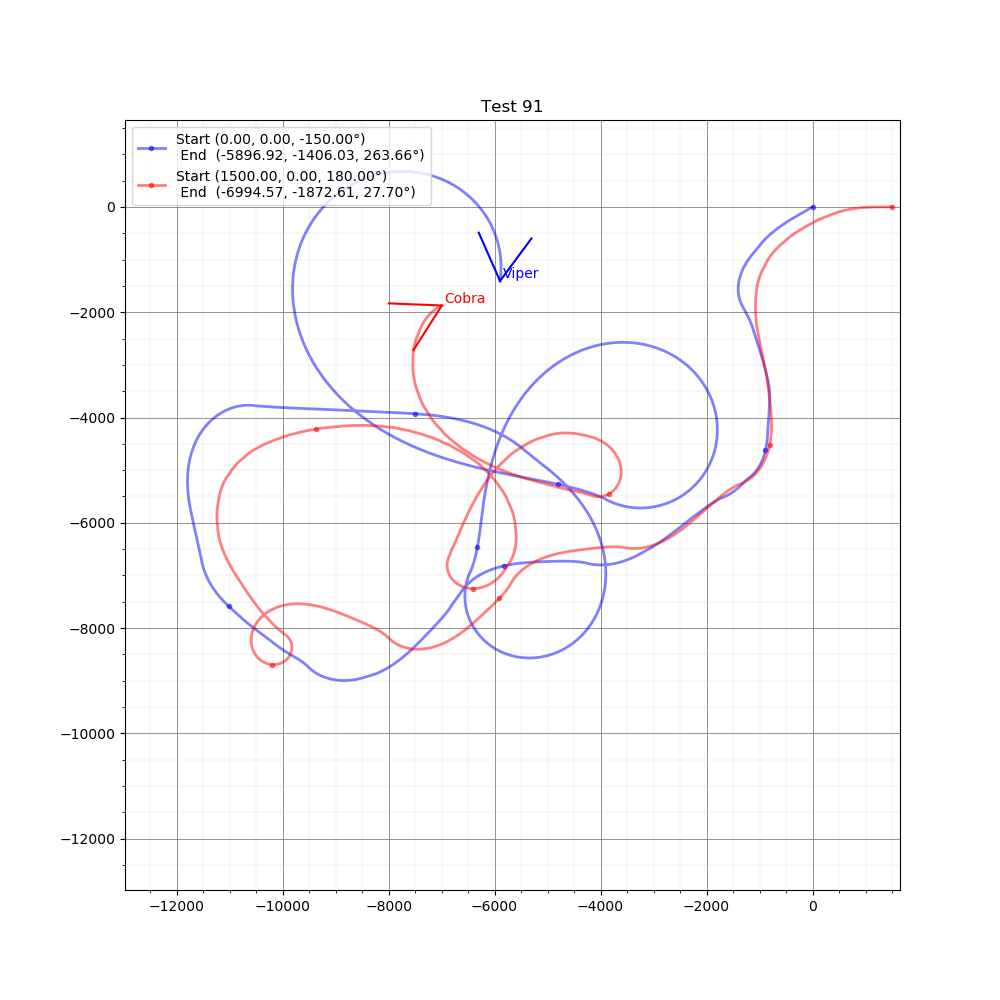 Test 91
Start (0.00, 0.00, -150.00°)
End (-5896.92, -1406.03, 263.66°)
Start (1500.00, 0.00, 180.00°)
End (-6994.57, -1872.61, 27.70°)
0
Viper
Cobra
−2000
−4000
−6000
−8000
−10000
−12000
−12000 −10000 −8000 −6000 −4000 −2000 0